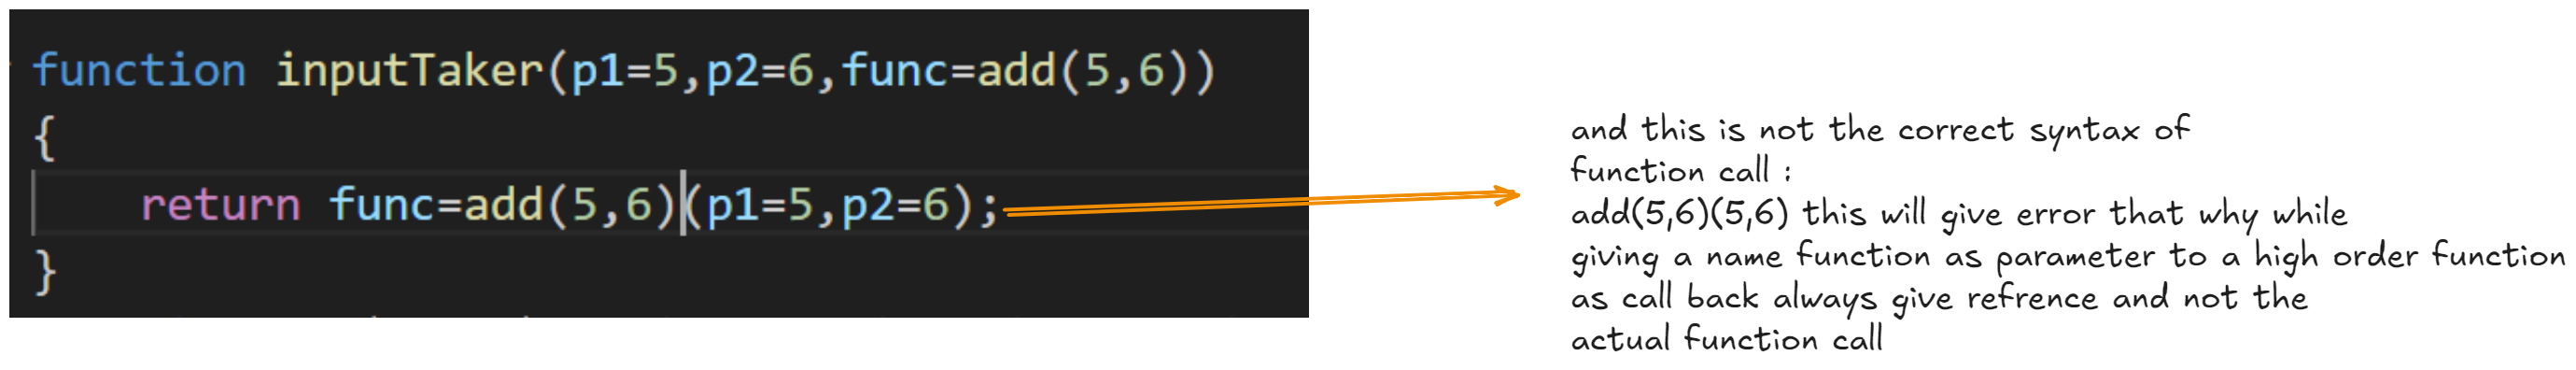 function inputTaker(p1=5,p2=6,func=add(5,6))
{
return func=add(5,6)(p1=5,p2=6);
}
and this is not the correct syntax of
function call :
add(5,6)(5,6) this will give error that why while
giving a name function as parameter to a high order function
as call back always give refrence and not the
actual function call